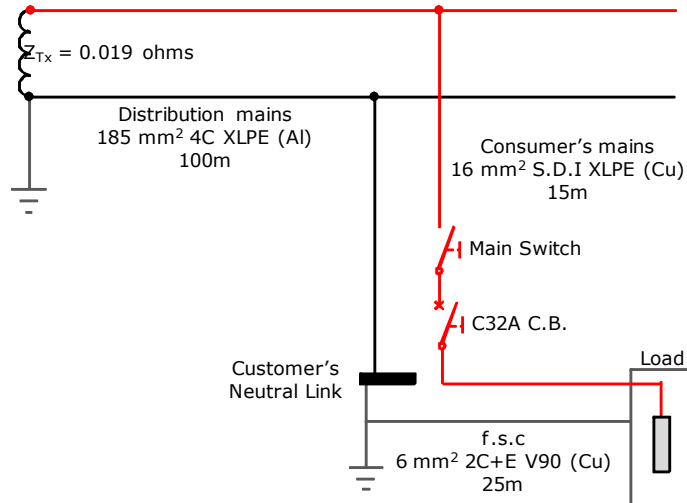 Z_Tx = 0.019 ohms
Distribution mains
185 mm² 4C XLPE (Al)
100m
Consumer's mains
16 mm² S.D.I XLPE (Cu)
15m
Main Switch
C32A C.B.
Customer's
Neutral Link
Load
f.s.c
6 mm² 2C+E V90 (Cu)
25m